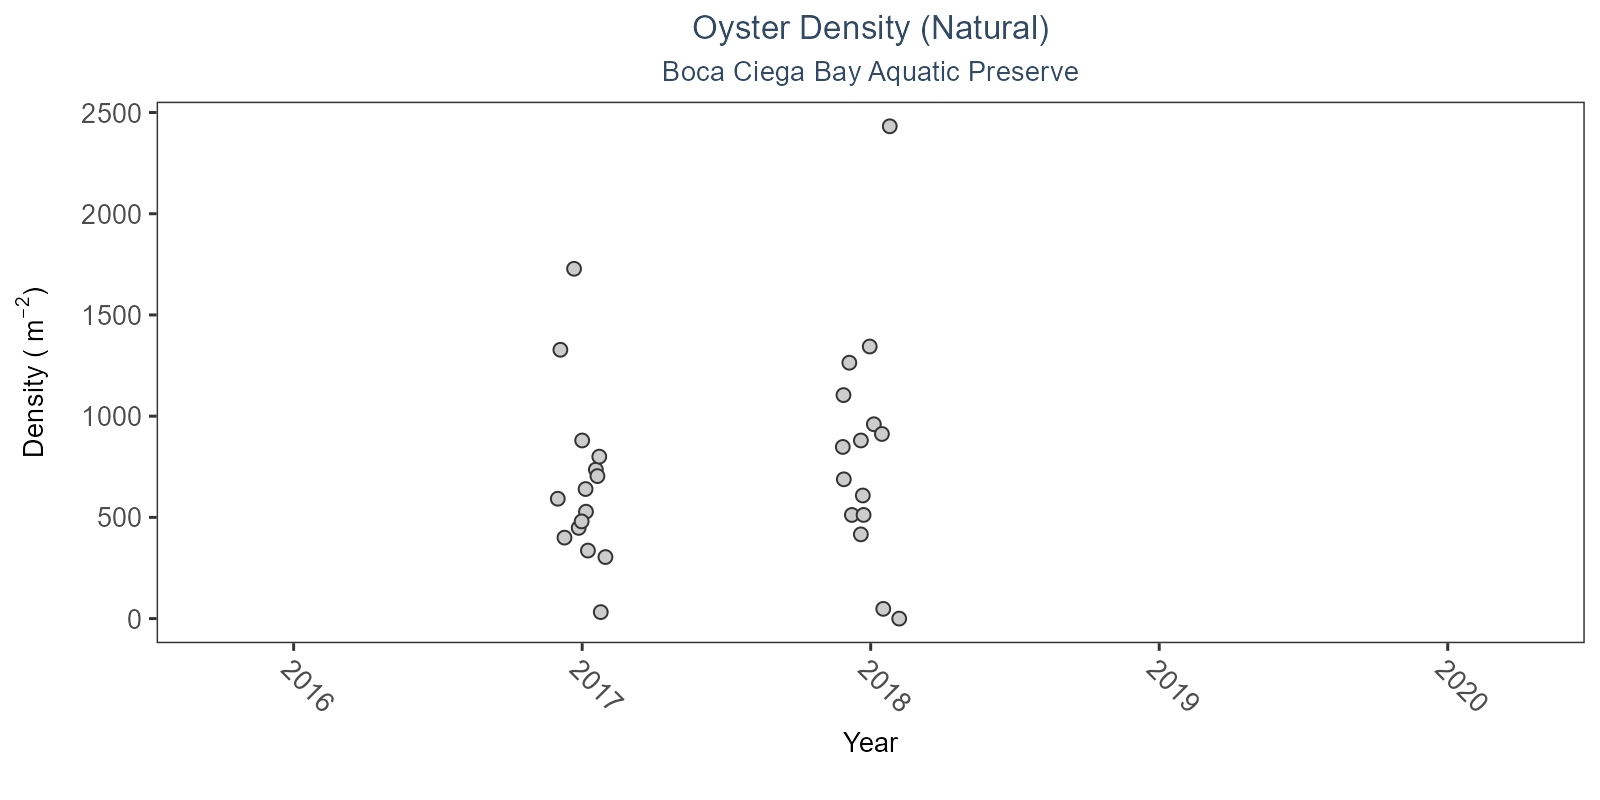 Oyster Density (Natural)
Boca Ciega Bay Aquatic Preserve
Density ( m⁻²)
2500
2000
1500
1000
500
0
2016
2017
2018
2019
2020
Year